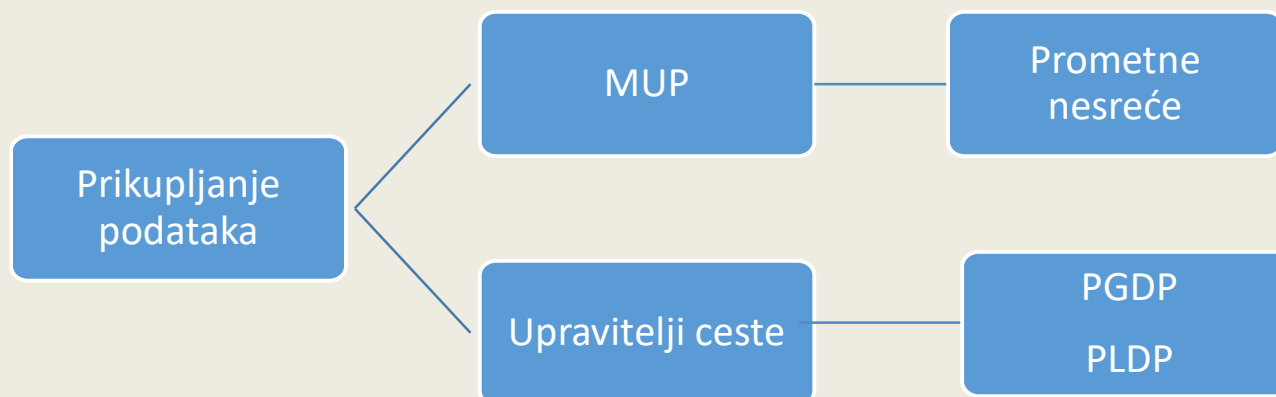 Prikupljanje
podataka
MUP
Prometne
nesreće
Upravitelji ceste
PGDP
PLDP